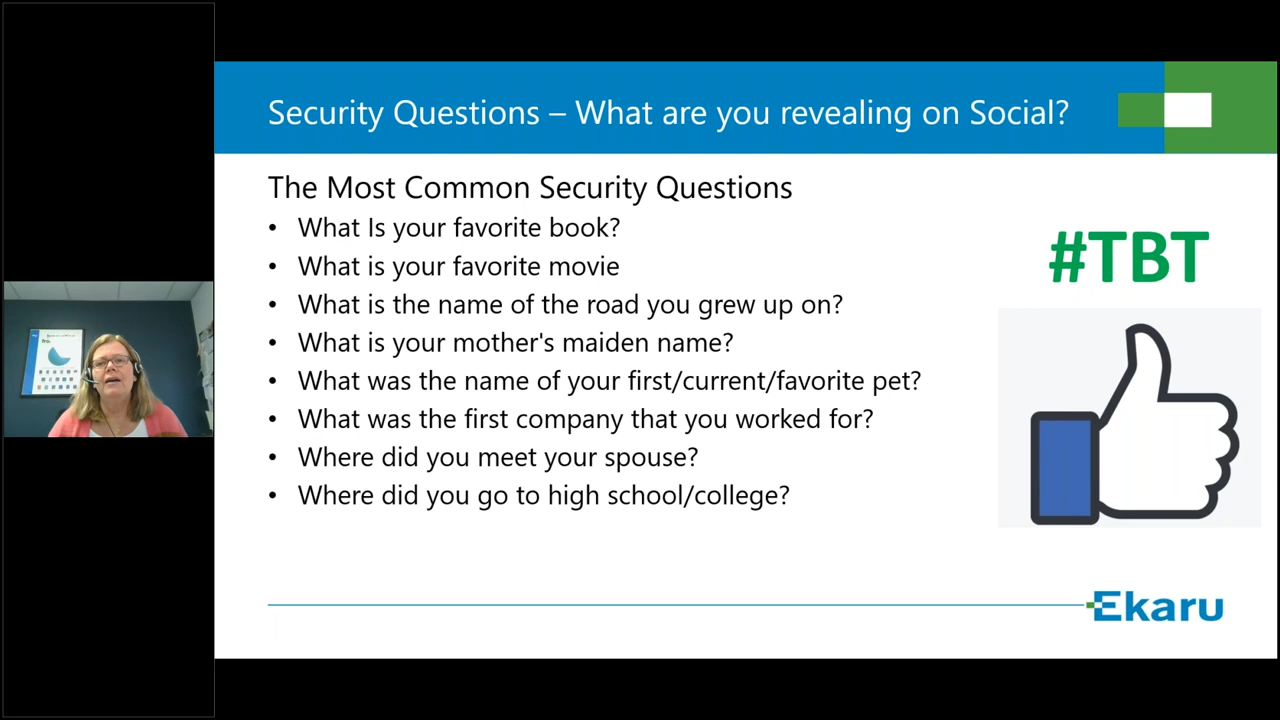 Security Questions – What are you revealing on Social?
The Most Common Security Questions
• What Is your favorite book?
• What is your favorite movie
• What is the name of the road you grew up on?
• What is your mother's maiden name?
• What was the name of your first/current/favorite pet?
• What was the first company that you worked for?
• Where did you meet your spouse?
• Where did you go to high school/college?
#TBT
Ekaru